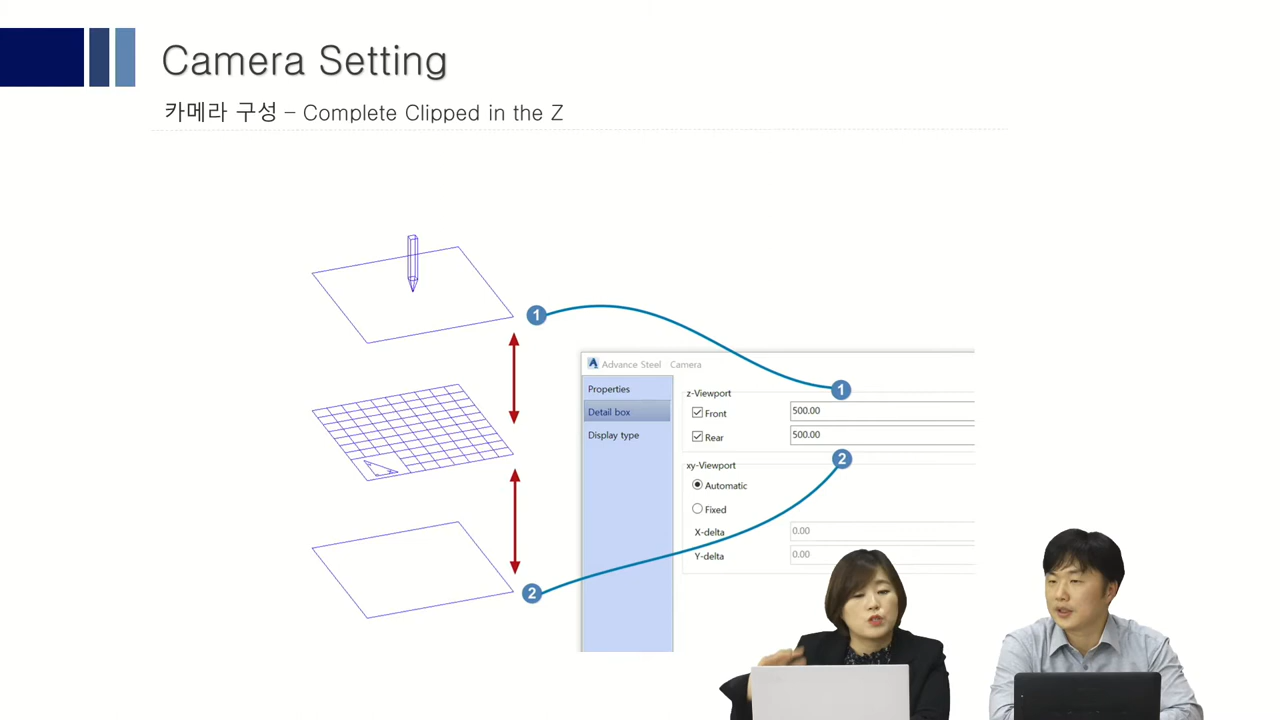 Camera Setting
카메라 구성 – Complete Clipped in the Z
1
1
Advance Steel Camera
Properties
Detail box
Display type
z-Viewport
Front 500.00
Rear 500.00
2
xy-Viewport
Automatic
Fixed
X-delta 0.00
Y-delta 0.00
2